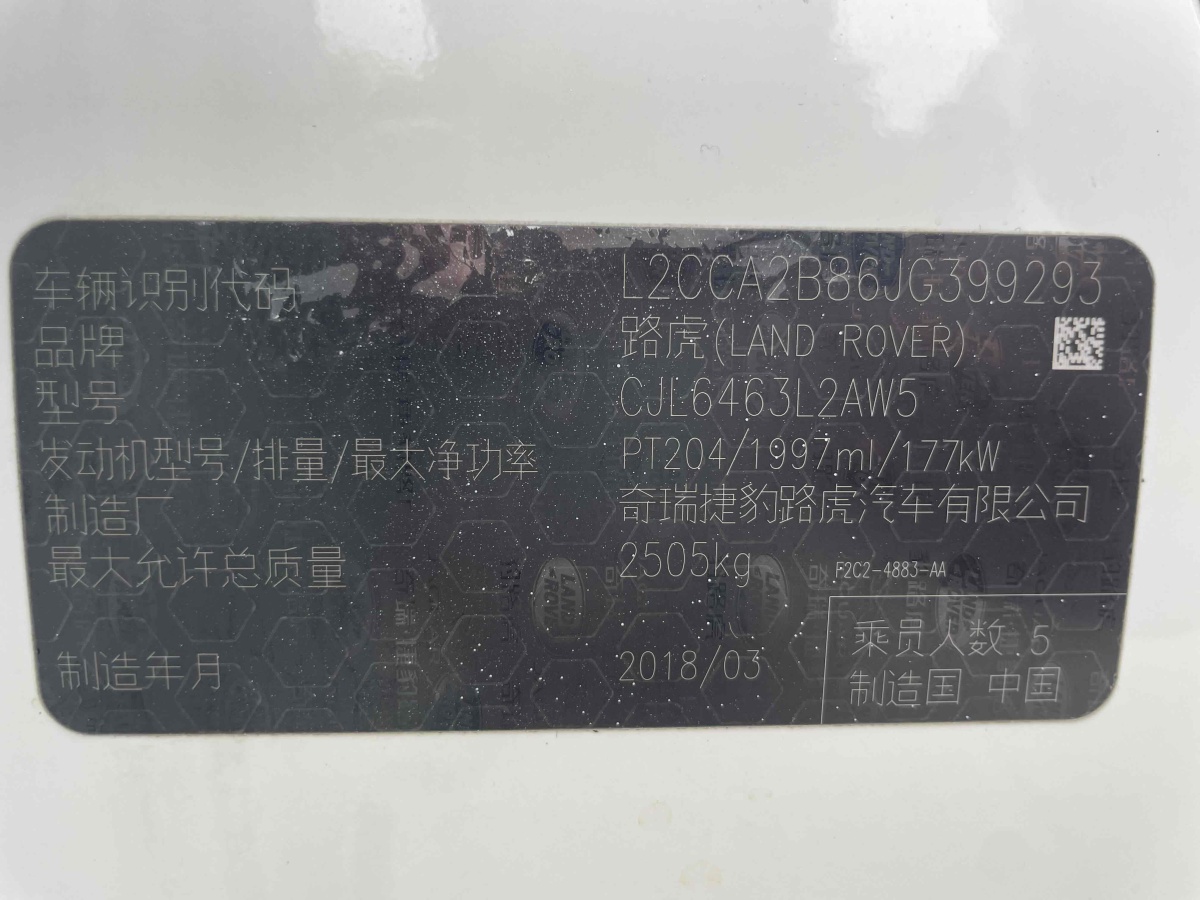 车辆识别代码 L2CCA2B86JG399293
品牌 路虎(LAND ROVER)
型号 CJL6463L2AW5
发动机型号/排量/最大净功率 PT204/1997ml/177kW
制造厂 奇瑞捷豹路虎汽车有限公司
最大允许总质量 2505kg
F2C2-4883-AA
制造年月 2018/03
乘员人数 5
制造国 中国